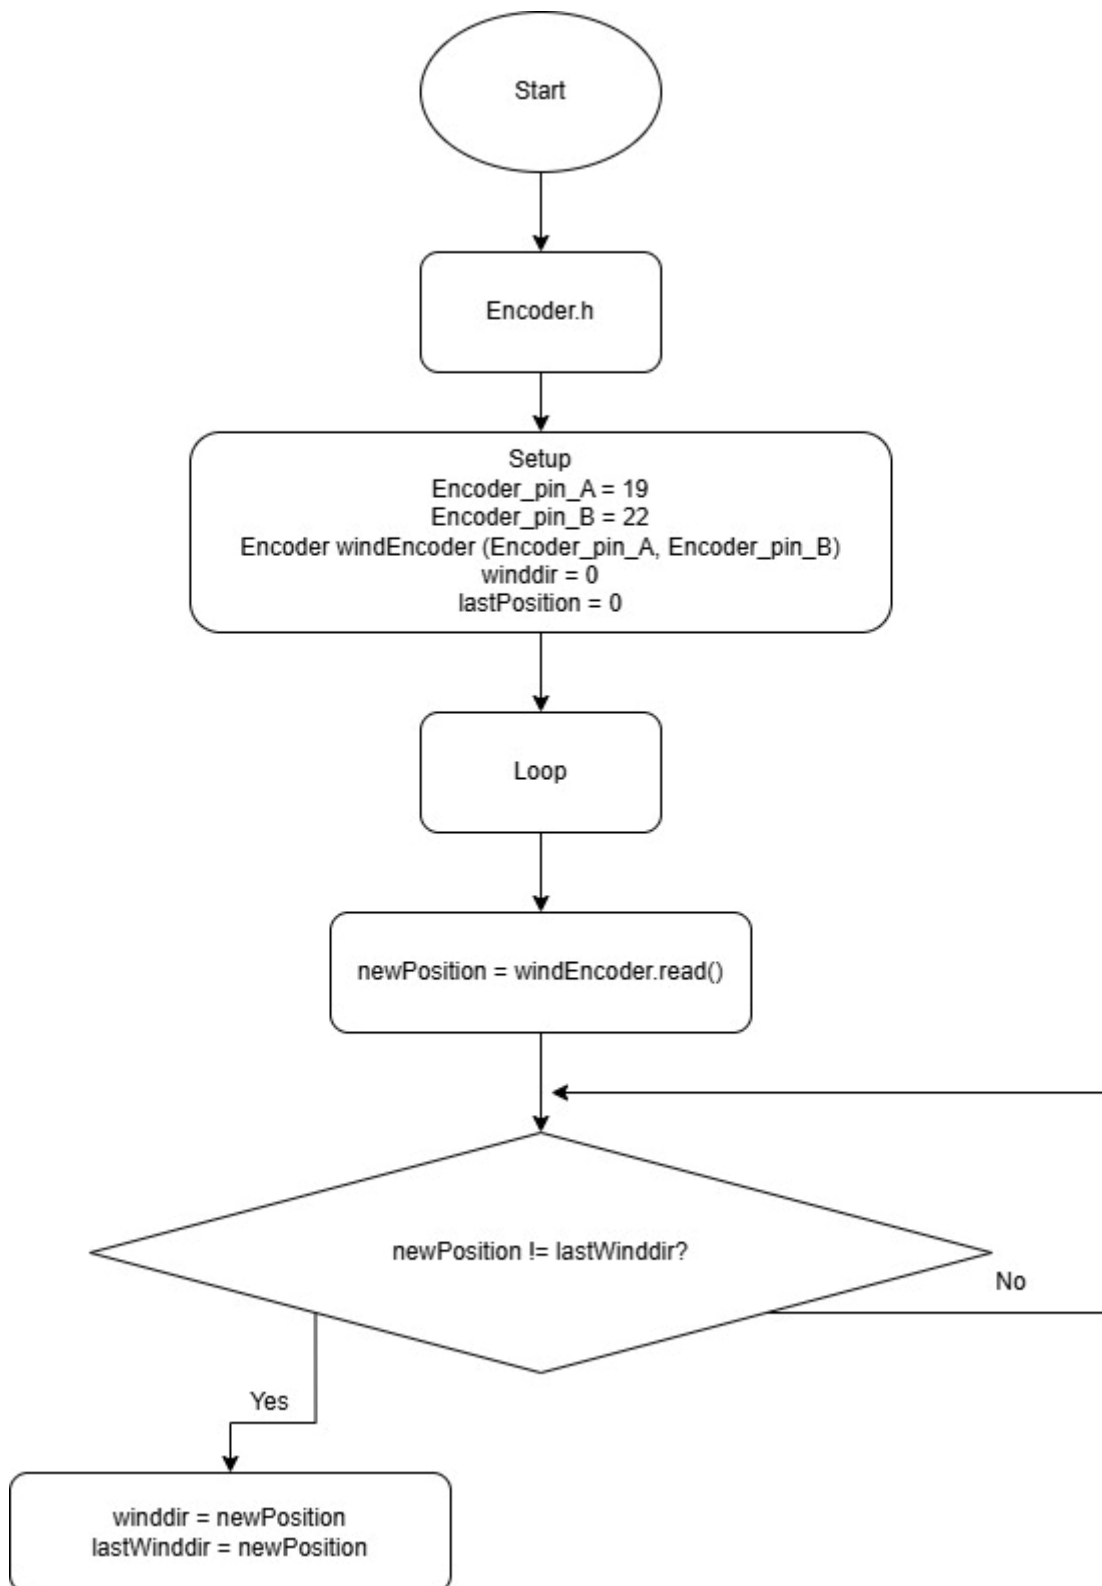 Start
Encoder.h
Setup
Encoder_pin_A = 19
Encoder_pin_B = 22
Encoder windEncoder (Encoder_pin_A, Encoder_pin_B)
winddir = 0
lastPosition = 0
Loop
newPosition = windEncoder.read()
newPosition != lastWinddir?
No
Yes
winddir = newPosition
lastWinddir = newPosition